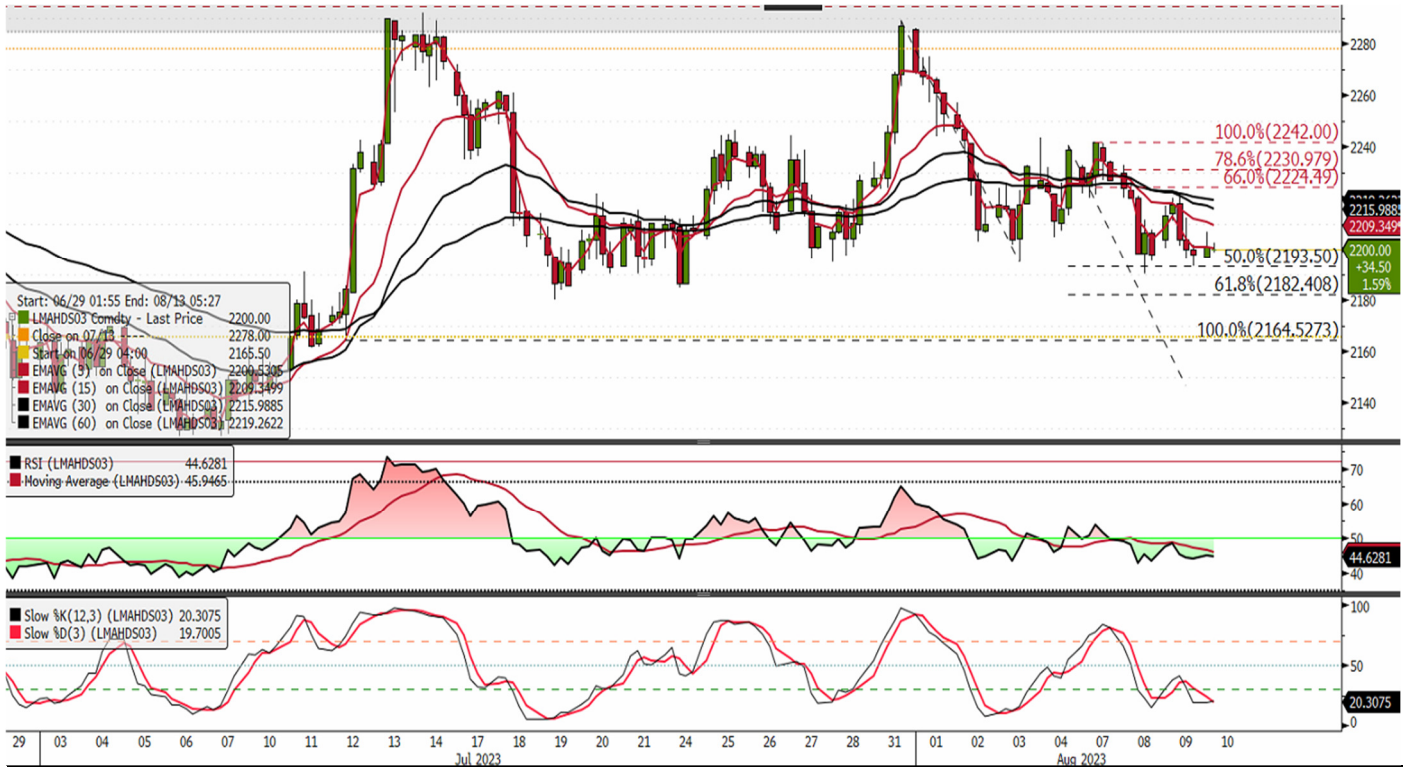 2280
2260
2240
100.0%(2242.00)
78.6%(2230.979)
66.0%(2224.49)
2215.9885
2209.349
2200.00
+34.50
1.59%
50.0%(2193.50)
61.8%(2182.408)
2180
100.0%(2164.5273)
2160
2140
Start: 06/29 01:55 End: 08/13 05:27
LMAHDS03 Comdty - Last Price 2200.00
Close on 07/13 2278.00
Start on 06/29 04:00 2165.50
EMAVG (3) on Close (LMAHDS03) 2200.5305
EMAVG (15) on Close (LMAHDS03) 2209.3499
EMAVG (30) on Close (LMAHDS03) 2215.9885
EMAVG (60) on Close (LMAHDS03) 2219.2622
RSI (LMAHDS03) 44.6281
Moving Average (LMAHDS03) 45.9465
70
60
50
44.6281
40
Slow %K(12,3) (LMAHDS03) 20.3075
Slow %D(3) (LMAHDS03) 19.7005
100
50
20.3075
0
29 03 04 05 06 07 10 11 12 13 14 17 18 19 20 21 24 25 26 27 28 31 01 02 03 04 07 08 09 10
Jul 2023 Aug 2023